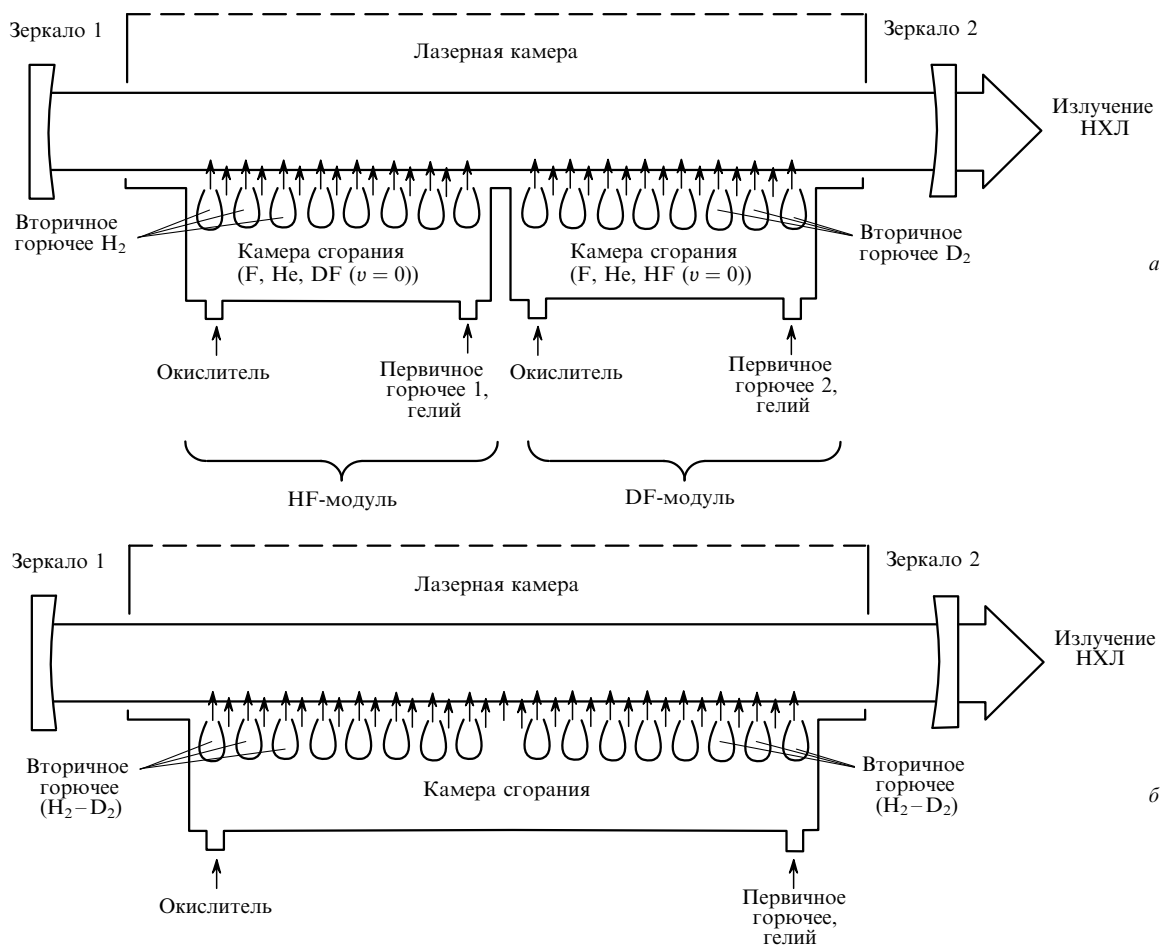 Зеркало 1
Зеркало 2
Лазерная камера
Излучение
НХЛ
Вторичное
горючее H₂
Камера сгорания
(F, He, DF (v = 0))
Камера сгорания
(F, He, HF (v = 0))
Вторичное
горючее D₂
а
Окислитель
Первичное
горючее 1,
гелий
Окислитель
Первичное
горючее 2,
гелий
HF-модуль
DF-модуль
Зеркало 1
Зеркало 2
Лазерная камера
Излучение
НХЛ
Вторичное
горючее
(H₂–D₂)
Камера сгорания
Вторичное
горючее
(H₂–D₂)
б
Окислитель
Первичное
горючее,
гелий